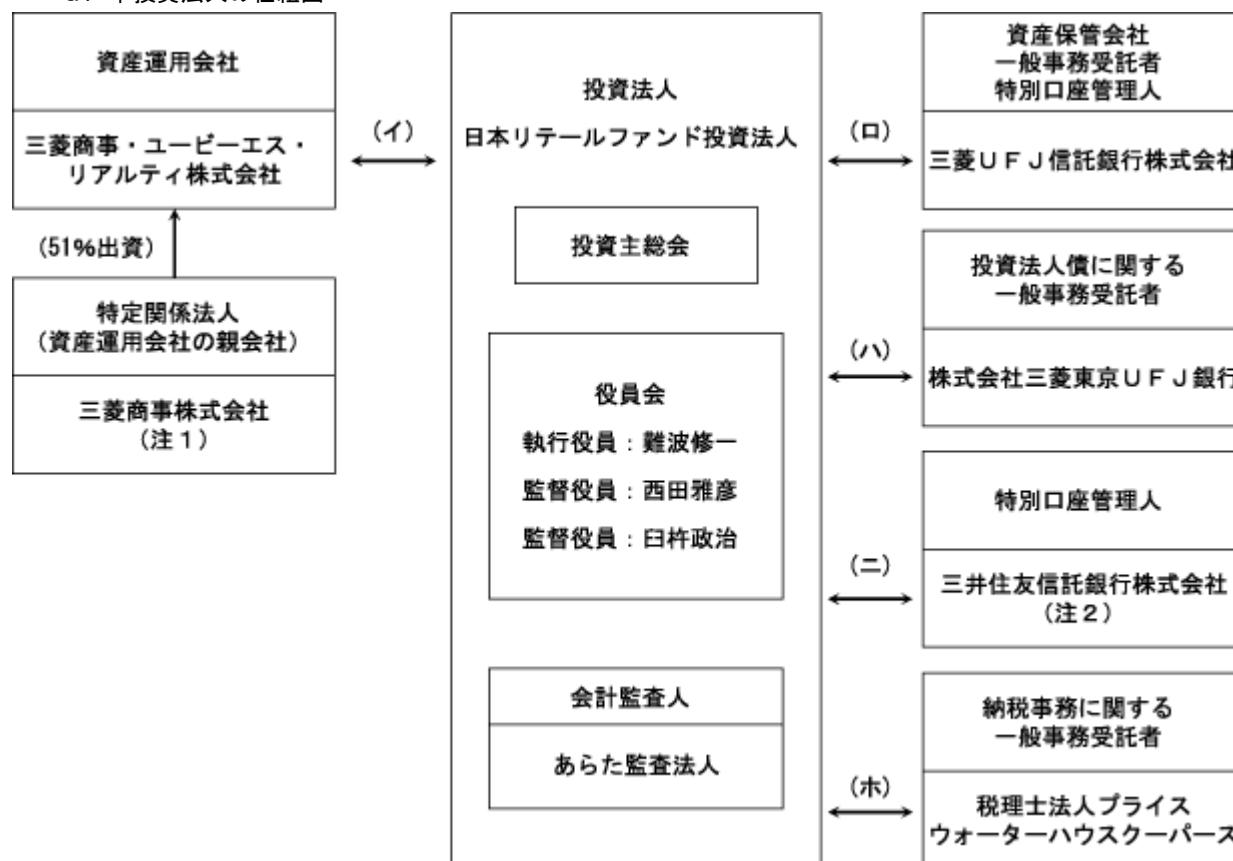 資産運用会社
三菱商事・ユービーエス・
リアルティ株式会社
(51%出資)
特定関係法人
(資産運用会社の親会社)
三菱商事株式会社
(注1)
(イ)
投資法人
日本リテールファンド投資法人
投資主総会
役員会
執行役員:難波修一
監督役員:西田雅彦
監督役員:臼杵政治
会計監査人
あらた監査法人
(ロ)
資産保管会社
一般事務受託者
特別口座管理人
三菱UFJ信託銀行株式会社
(ハ)
投資法人債に関する
一般事務受託者
株式会社三菱東京UFJ銀行
(ニ)
特別口座管理人
三井住友信託銀行株式会社
(注2)
(ホ)
納税事務に関する
一般事務受託者
税理士法人プライス
ウォーターハウスクーパース